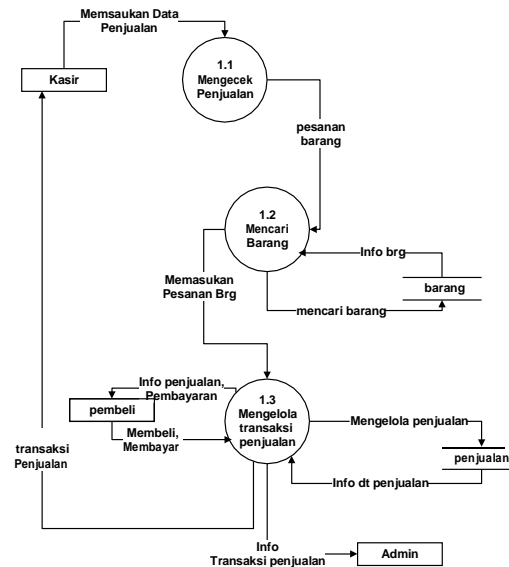 Memsaukan Data
Penjualan
Kasir
1.1
Mengecek
Penjualan
pesanan
barang
1.2
Mencari
Barang
Info brg
barang
mencari barang
Memasukan
Pesanan Brg
Info penjualan,
Pembayaran
pembeli
Membeli,
Membayar
1.3
Mengelola
transaksi
penjualan
Mengelola penjualan
penjualan
Info dt penjualan
transaksi
Penjualan
Info
Transaksi penjualan
Admin